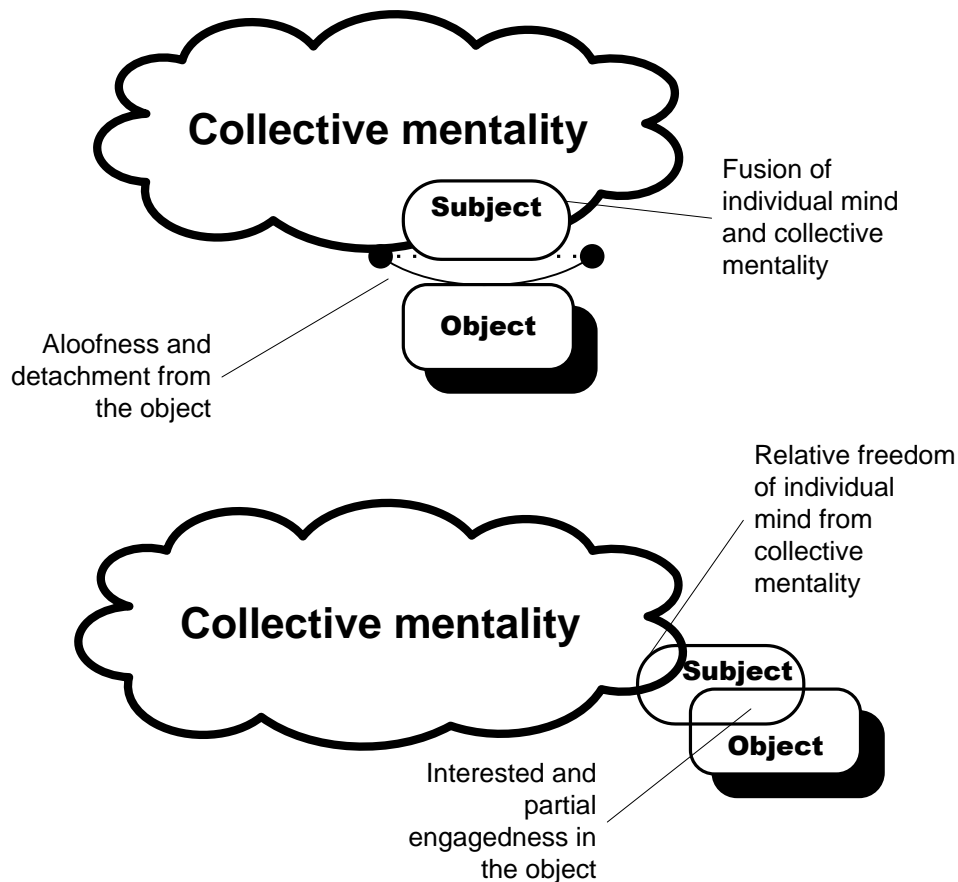 Collective mentality
Subject
Fusion of
individual mind
and collective
mentality
Object
Aloofness and
detachment from
the object
Relative freedom
of individual
mind from
collective
mentality
Collective mentality
Subject
Object
Interested and
partial
engagedness in
the object